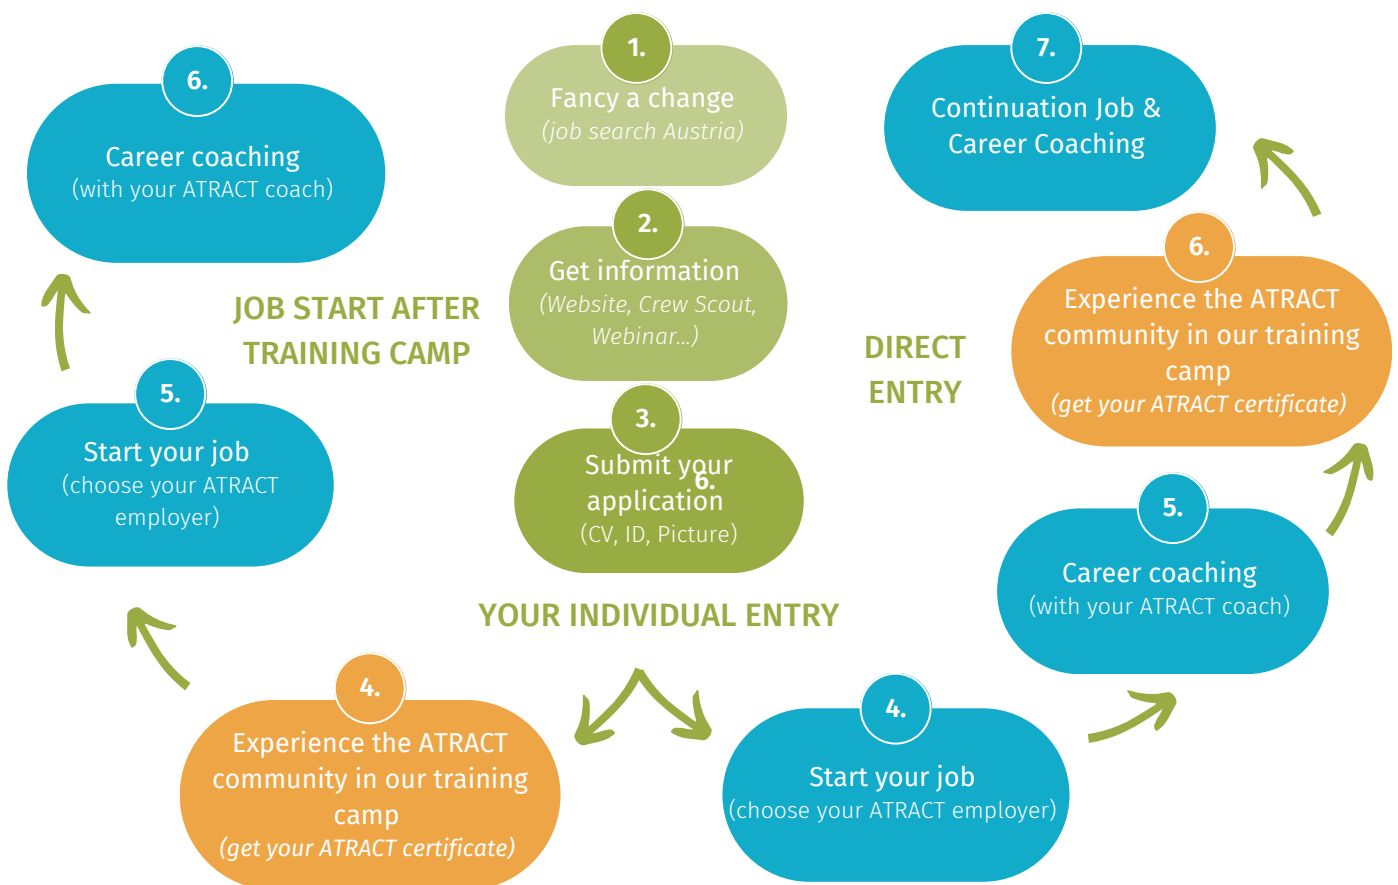 1.
Fancy a change
(job search Austria)
2.
Get information
(Website, Crew Scout,
Webinar...)
3.
Submit your
6.
application
(CV, ID, Picture)
YOUR INDIVIDUAL ENTRY
JOB START AFTER
TRAINING CAMP
4.
Experience the ATRACT
community in our training
camp
(get your ATRACT certificate)
5.
Start your job
(choose your ATRACT
employer)
6.
Career coaching
(with your ATRACT coach)
DIRECT
ENTRY
4.
Start your job
(choose your ATRACT employer)
5.
Career coaching
(with your ATRACT coach)
6.
Experience the ATRACT
community in our training
camp
(get your ATRACT certificate)
7.
Continuation Job &
Career Coaching